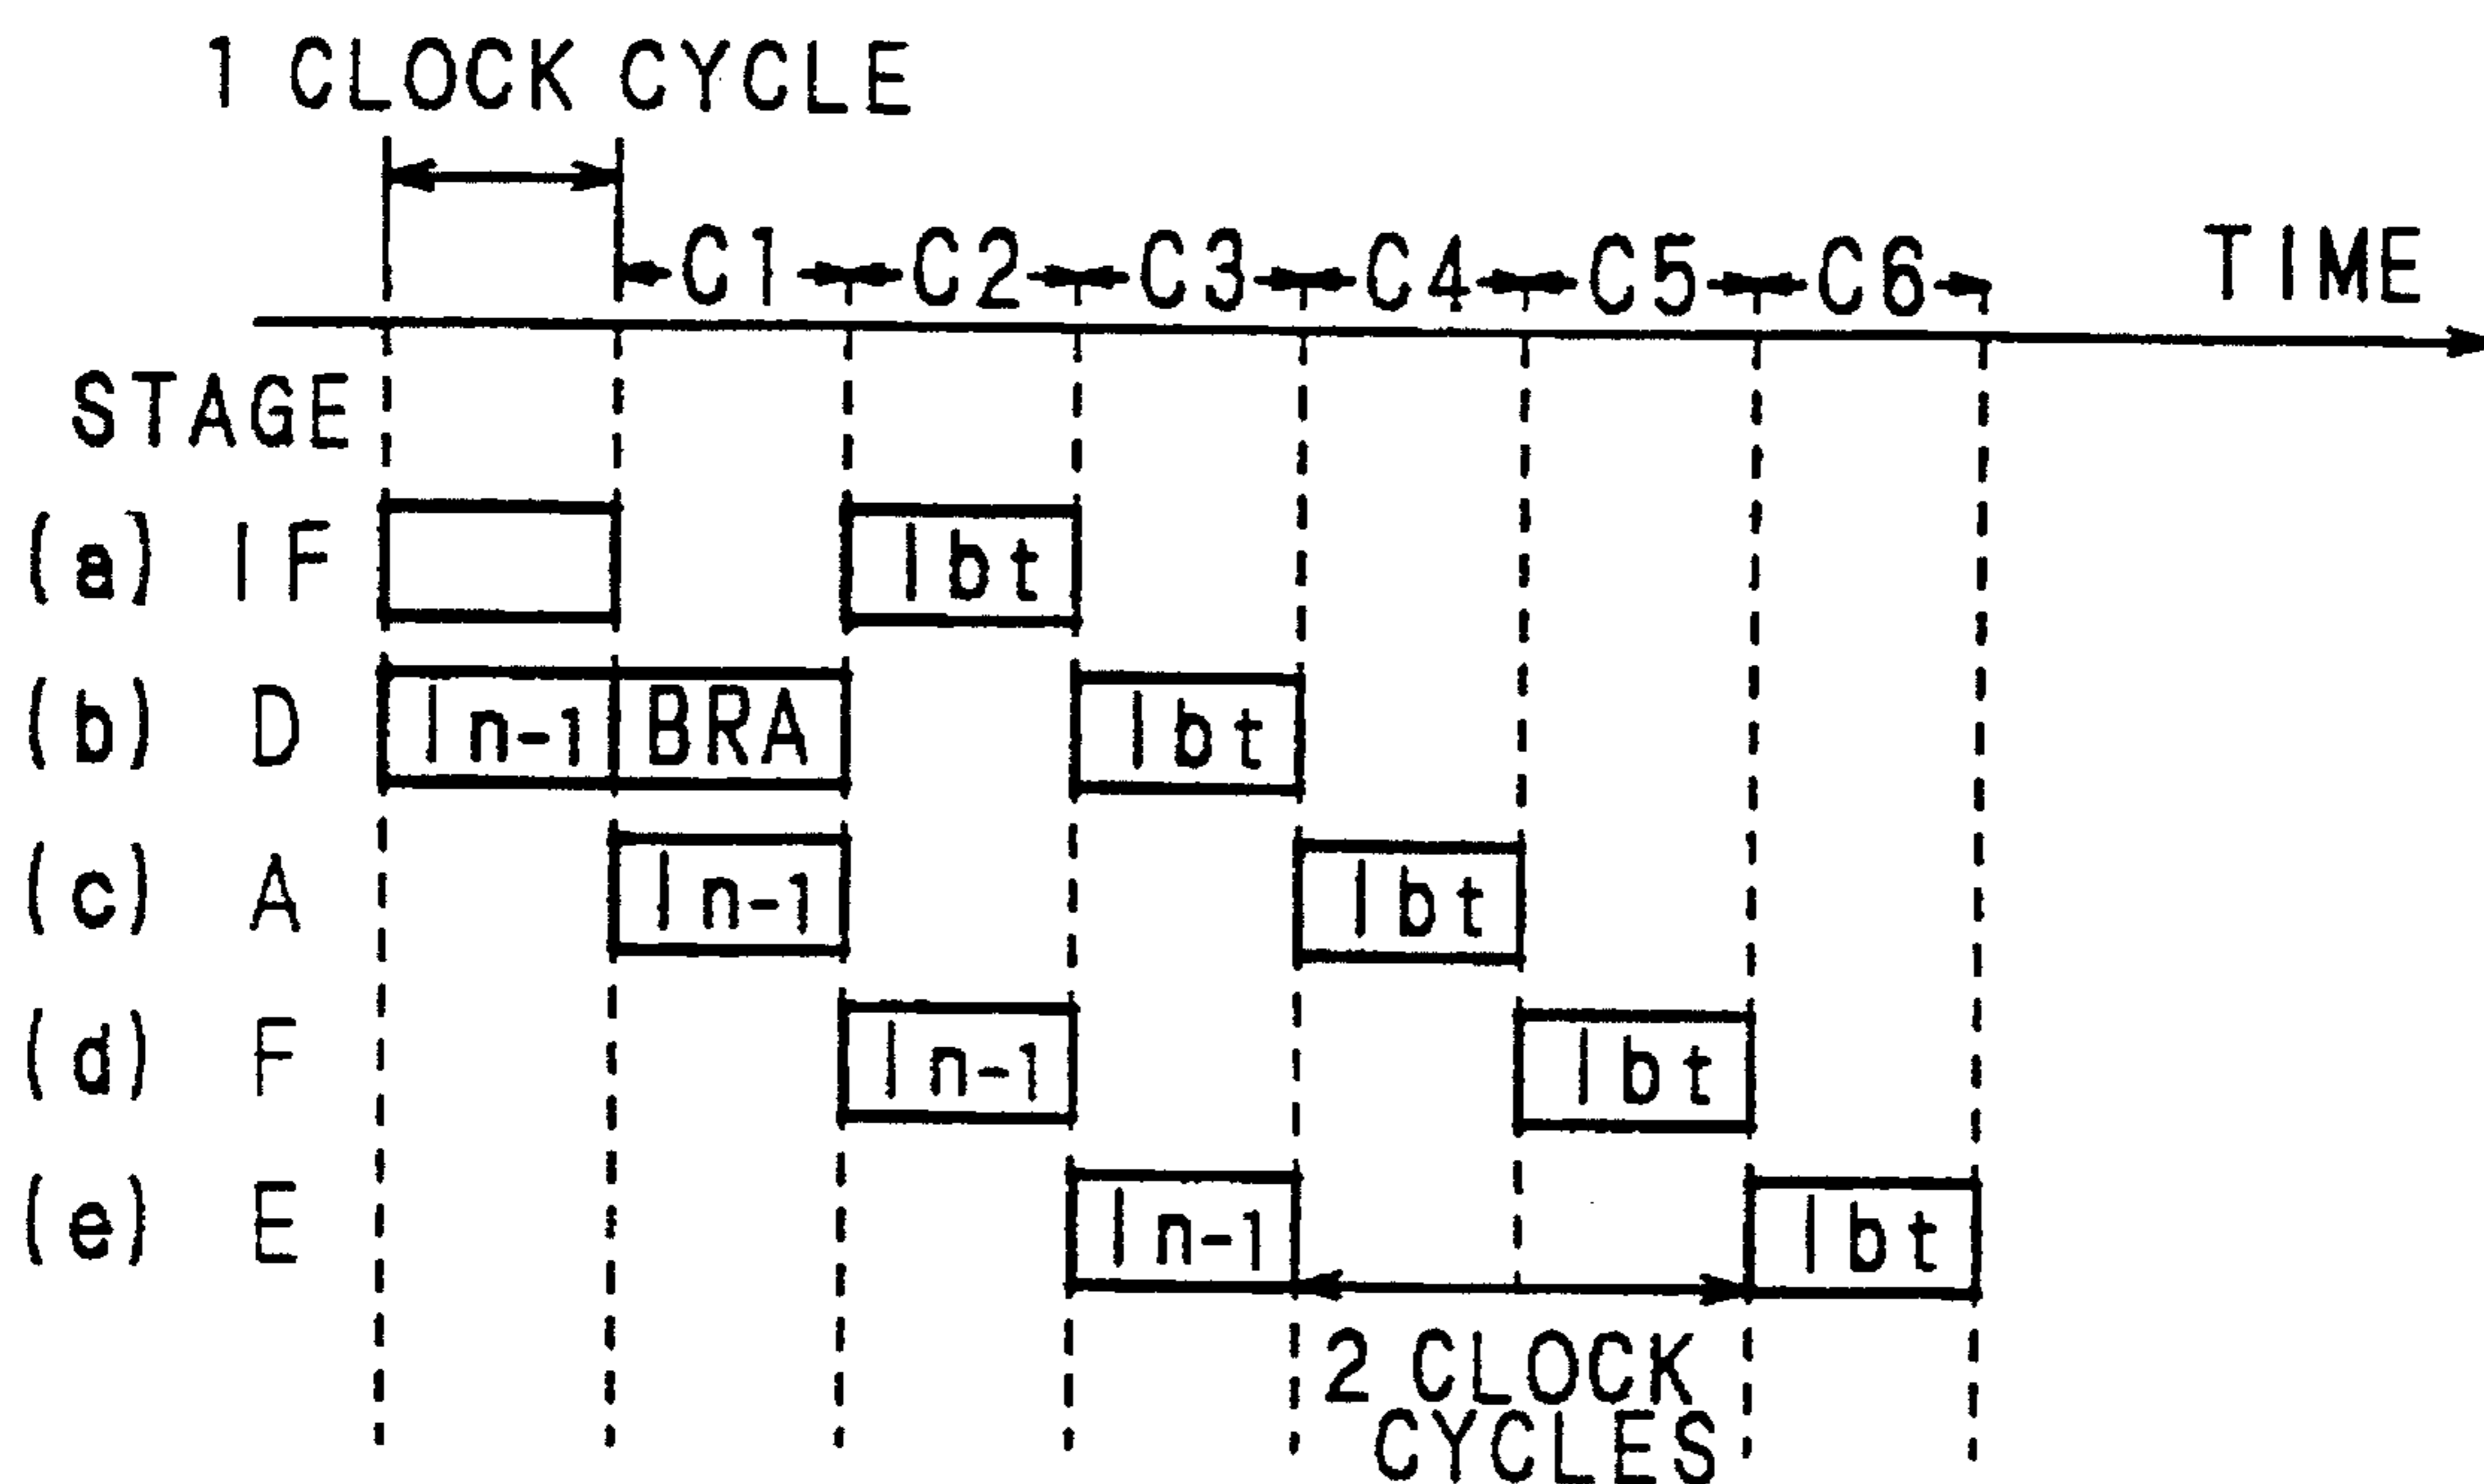 1 CLOCK CYCLE
C1 C2 C3 C4 C5 C6 TIME
STAGE
(a) IF Ibt
(b) D In-1 BRA Ibt
(c) A In-1 Ibt
(d) F In-1 Ibt
(e) E In-1 Ibt
2 CLOCK
CYCLES